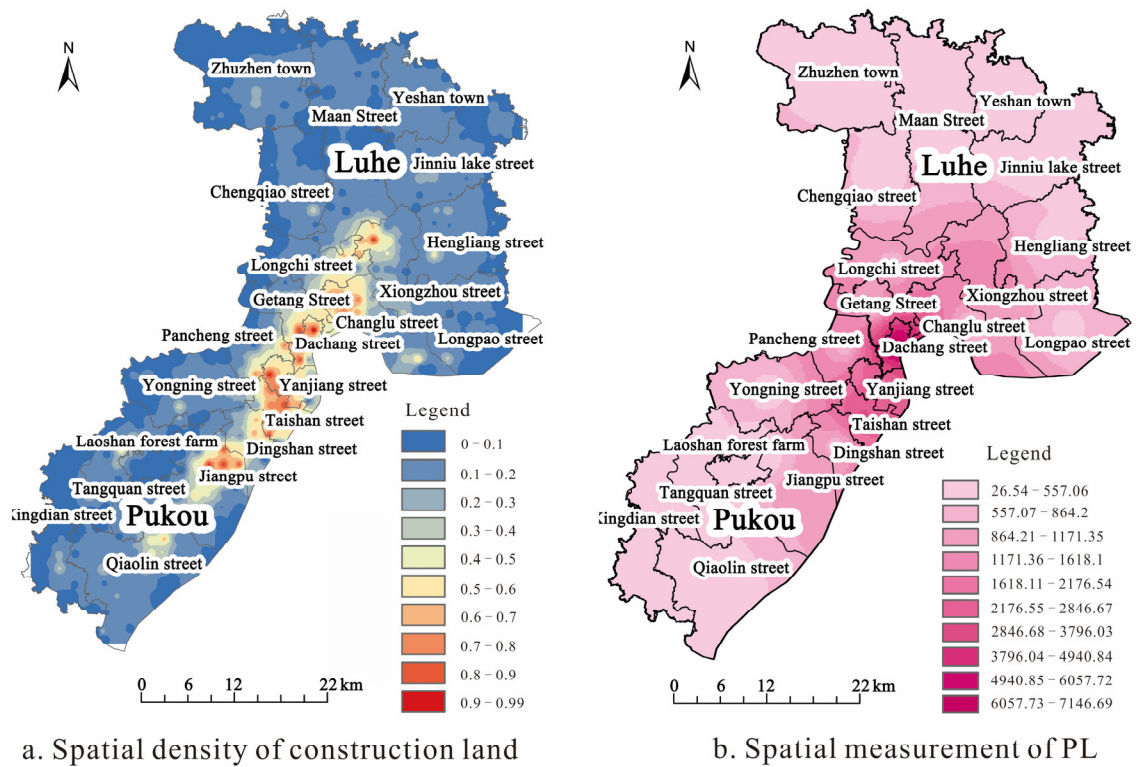 N
Zhuzhen town
Yeshan town
Maan Street
Luhe
Jinniu lake street
Chengqiao street
Hengliang street
Longchi street
Getang Street
Xiongzhou street
Changlu street
Pancheng street
Dachang street
Longpao street
Yongning street
Yanjiang street
Taishan street
Laoshan forest farm
Dingshan street
Jiangpu street
Tangquan street
Xingdian street
Pukou
Qiaolin street
Legend
0 – 0.1
0.1 – 0.2
0.2 – 0.3
0.3 – 0.4
0.4 – 0.5
0.5 – 0.6
0.6 – 0.7
0.7 – 0.8
0.8 – 0.9
0.9 – 0.99
0 6 12 22 km
a. Spatial density of construction land
N
Zhuzhen town
Yeshan town
Maan Street
Luhe
Jinniu lake street
Chengqiao street
Hengliang street
Longchi street
Getang Street
Xiongzhou street
Changlu street
Pancheng street
Dachang street
Longpao street
Yongning street
Yanjiang street
Taishan street
Laoshan forest farm
Dingshan street
Jiangpu street
Tangquan street
Xingdian street
Pukou
Qiaolin street
Legend
26.54 – 557.06
557.07 – 864.2
864.21 – 1171.35
1171.36 – 1618.1
1618.11 – 2176.54
2176.55 – 2846.67
2846.68 – 3796.03
3796.04 – 4940.84
4940.85 – 6057.72
6057.73 – 7146.69
0 6 12 22 km
b. Spatial measurement of PL